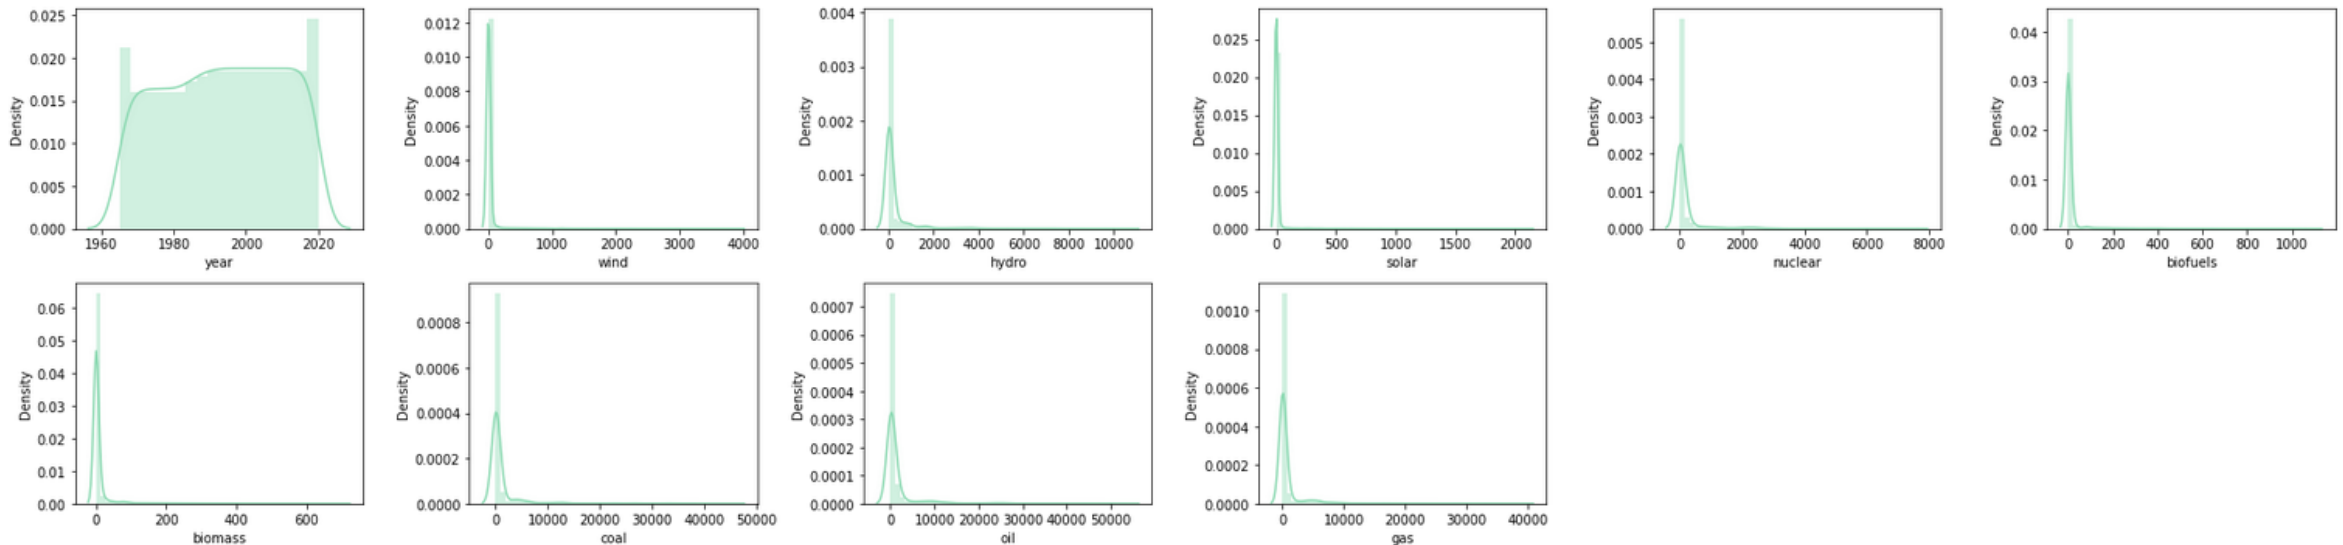 0.025
0.020
0.015
0.010
0.005
0.000
Density
1960 1980 2000 2020
year
0.012
0.010
0.008
0.006
0.004
0.002
0.000
Density
0 1000 2000 3000 4000
wind
0.004
0.003
0.002
0.001
0.000
Density
0 2000 4000 6000 8000 10000
hydro
0.025
0.020
0.015
0.010
0.005
0.000
Density
0 500 1000 1500 2000
solar
0.005
0.004
0.003
0.002
0.001
0.000
Density
0 2000 4000 6000 8000
nuclear
0.04
0.03
0.02
0.01
0.00
Density
0 200 400 600 800 1000
biofuels
0.06
0.05
0.04
0.03
0.02
0.01
0.00
Density
0 200 400 600
biomass
0.0008
0.0006
0.0004
0.0002
0.0000
Density
0 10000 20000 30000 40000 50000
coal
0.0007
0.0006
0.0005
0.0004
0.0003
0.0002
0.0001
0.0000
Density
0 10000 20000 30000 40000 50000
oil
0.0010
0.0008
0.0006
0.0004
0.0002
0.0000
Density
0 10000 20000 30000 40000
gas